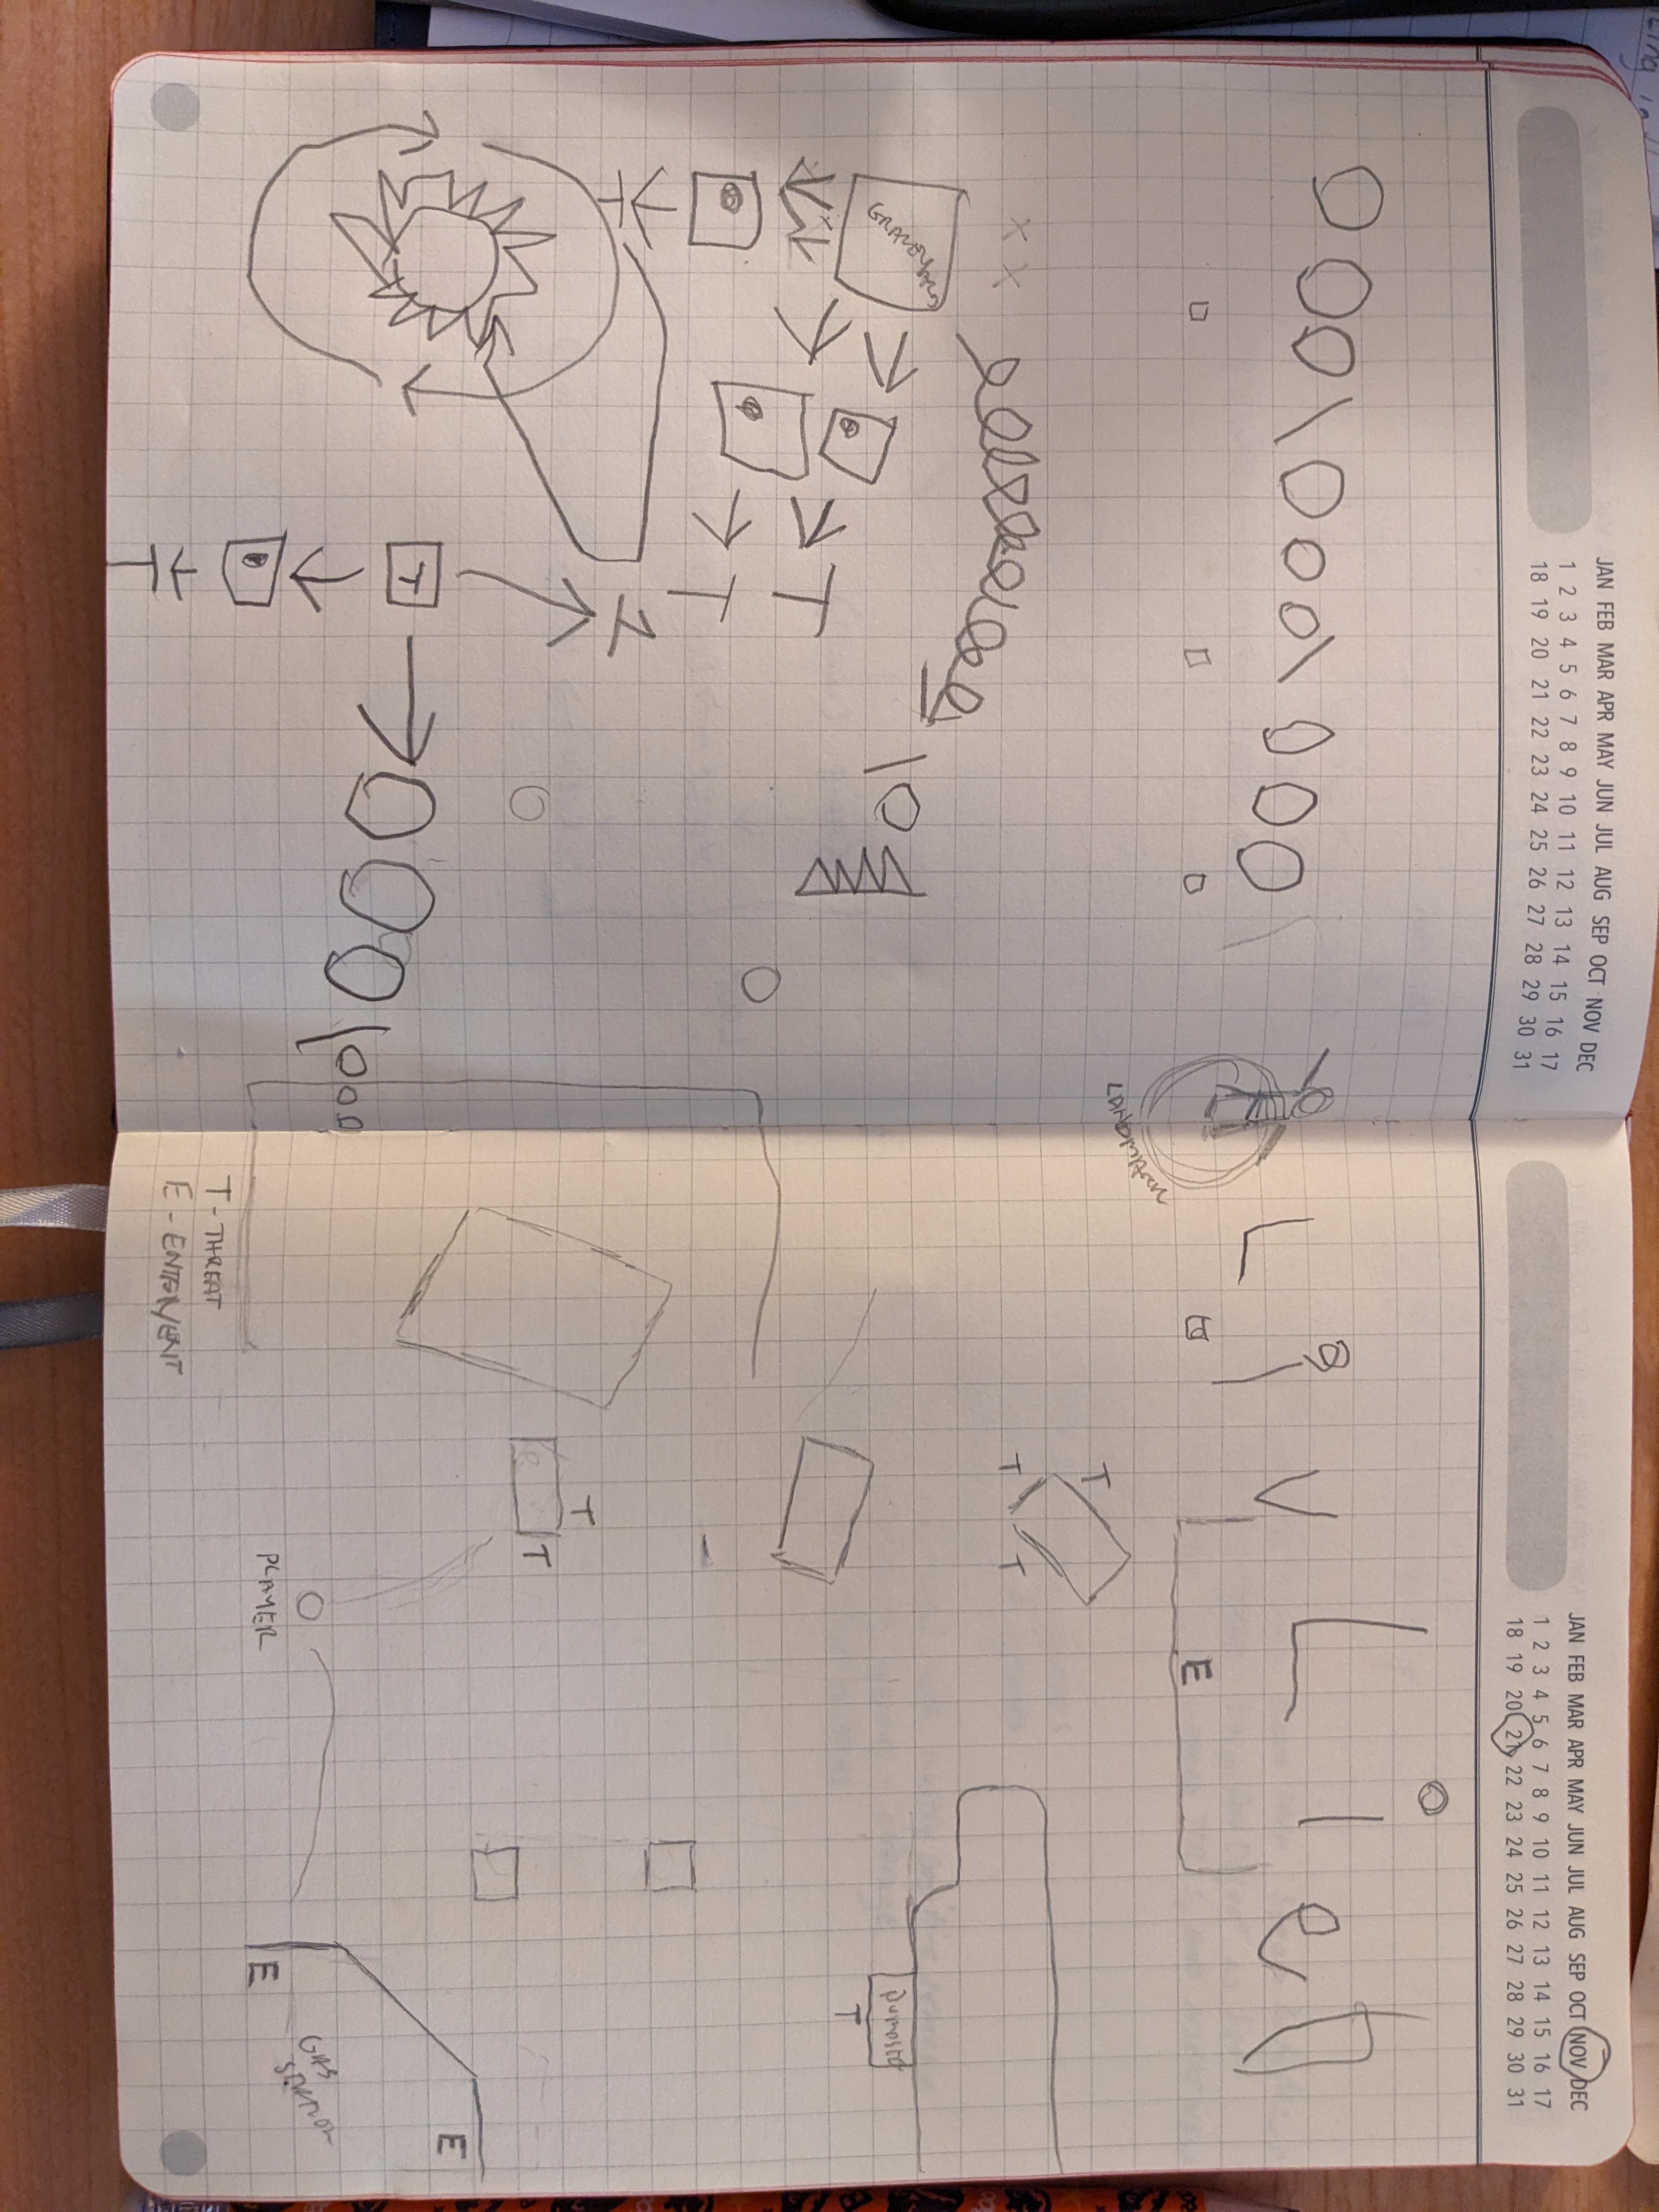 JAN FEB MAR APR MAY JUN JUL AUG SEP OCT NOV DEC
1 2 3 4 5 6 7 8 9 10 11 12 13 14 15 16 17
18 19 20 21 22 23 24 25 26 27 28 29 30 31
GRAVEYARD
T
T
T
T
T
10
1000
LANDMARK
JAN FEB MAR APR MAY JUN JUL AUG SEP OCT NOV DEC
1 2 3 4 5 6 7 8 9 10 11 12 13 14 15 16 17
18 19 20 21 22 23 24 25 26 27 28 29 30 31
E
T
T
T
T
T
Dumpster
T
PLAYER
E
E
GAS
STATION
T - THREAT